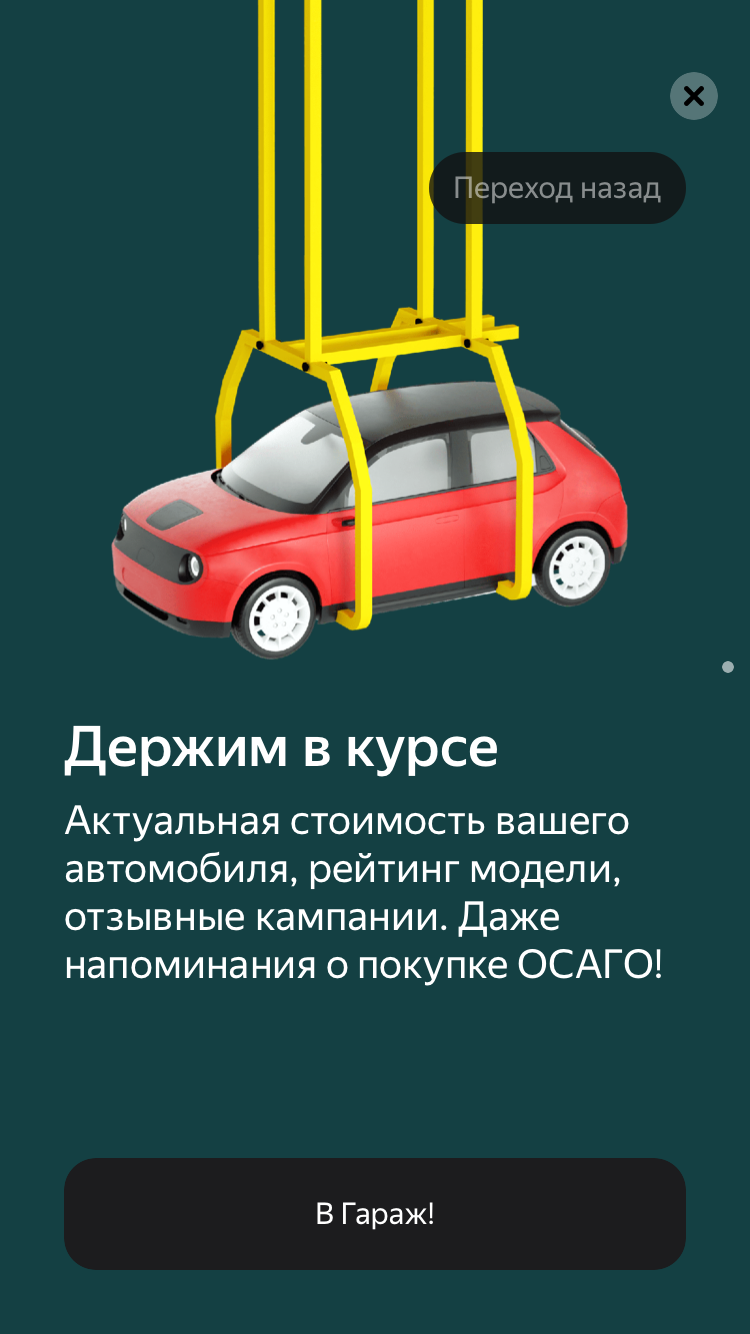 Переход назад
Держим в курсе
Актуальная стоимость вашего
автомобиля, рейтинг модели,
отзывные кампании. Даже
напоминания о покупке ОСАГО!
В Гараж!